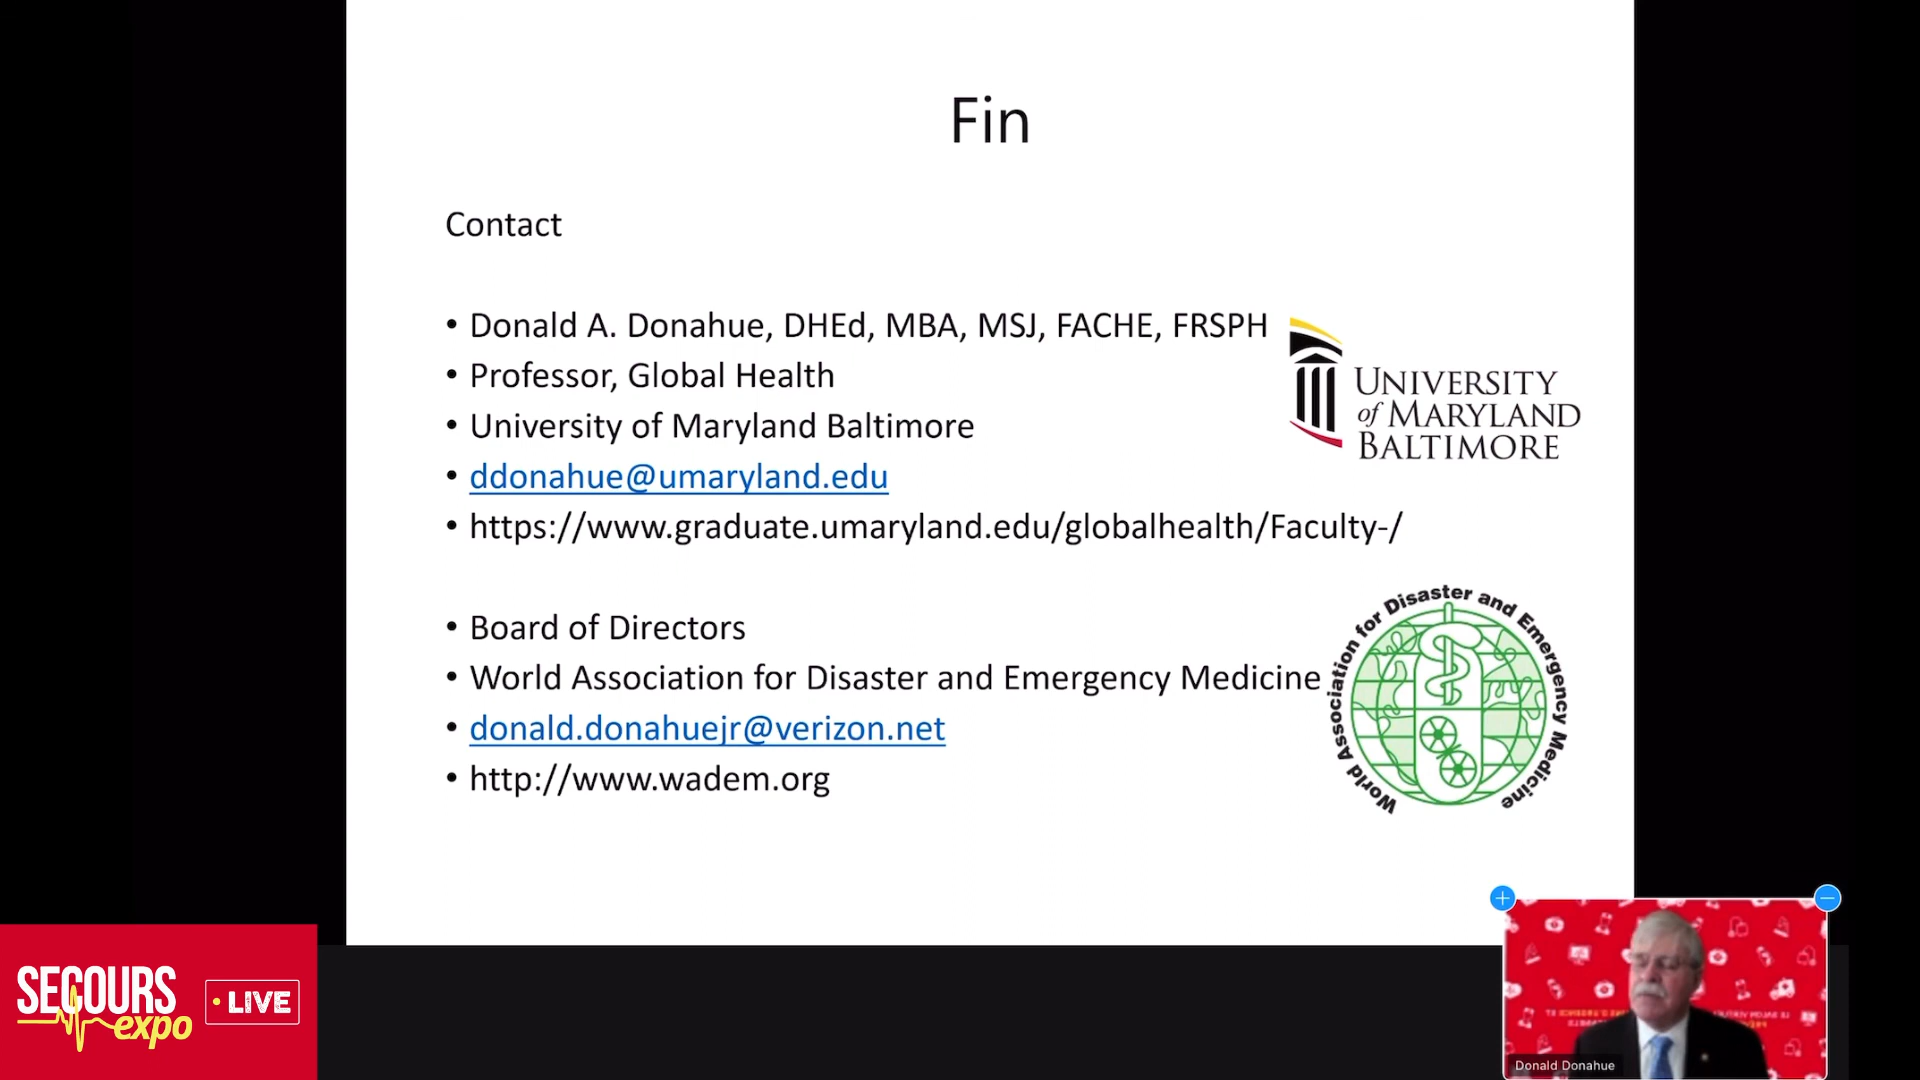 Fin
Contact
• Donald A. Donahue, DHEd, MBA, MSJ, FACHE, FRSPH
• Professor, Global Health
• University of Maryland Baltimore
• ddonahue@umaryland.edu
• https://www.graduate.umaryland.edu/globalhealth/Faculty-/
UNIVERSITY
of MARYLAND
BALTIMORE
• Board of Directors
• World Association for Disaster and Emergency Medicine
• donald.donahuejr@verizon.net
• http://www.wadem.org
World Association for Disaster and Emergency Medicine
SECOURS
expo
• LIVE
Donald Donahue